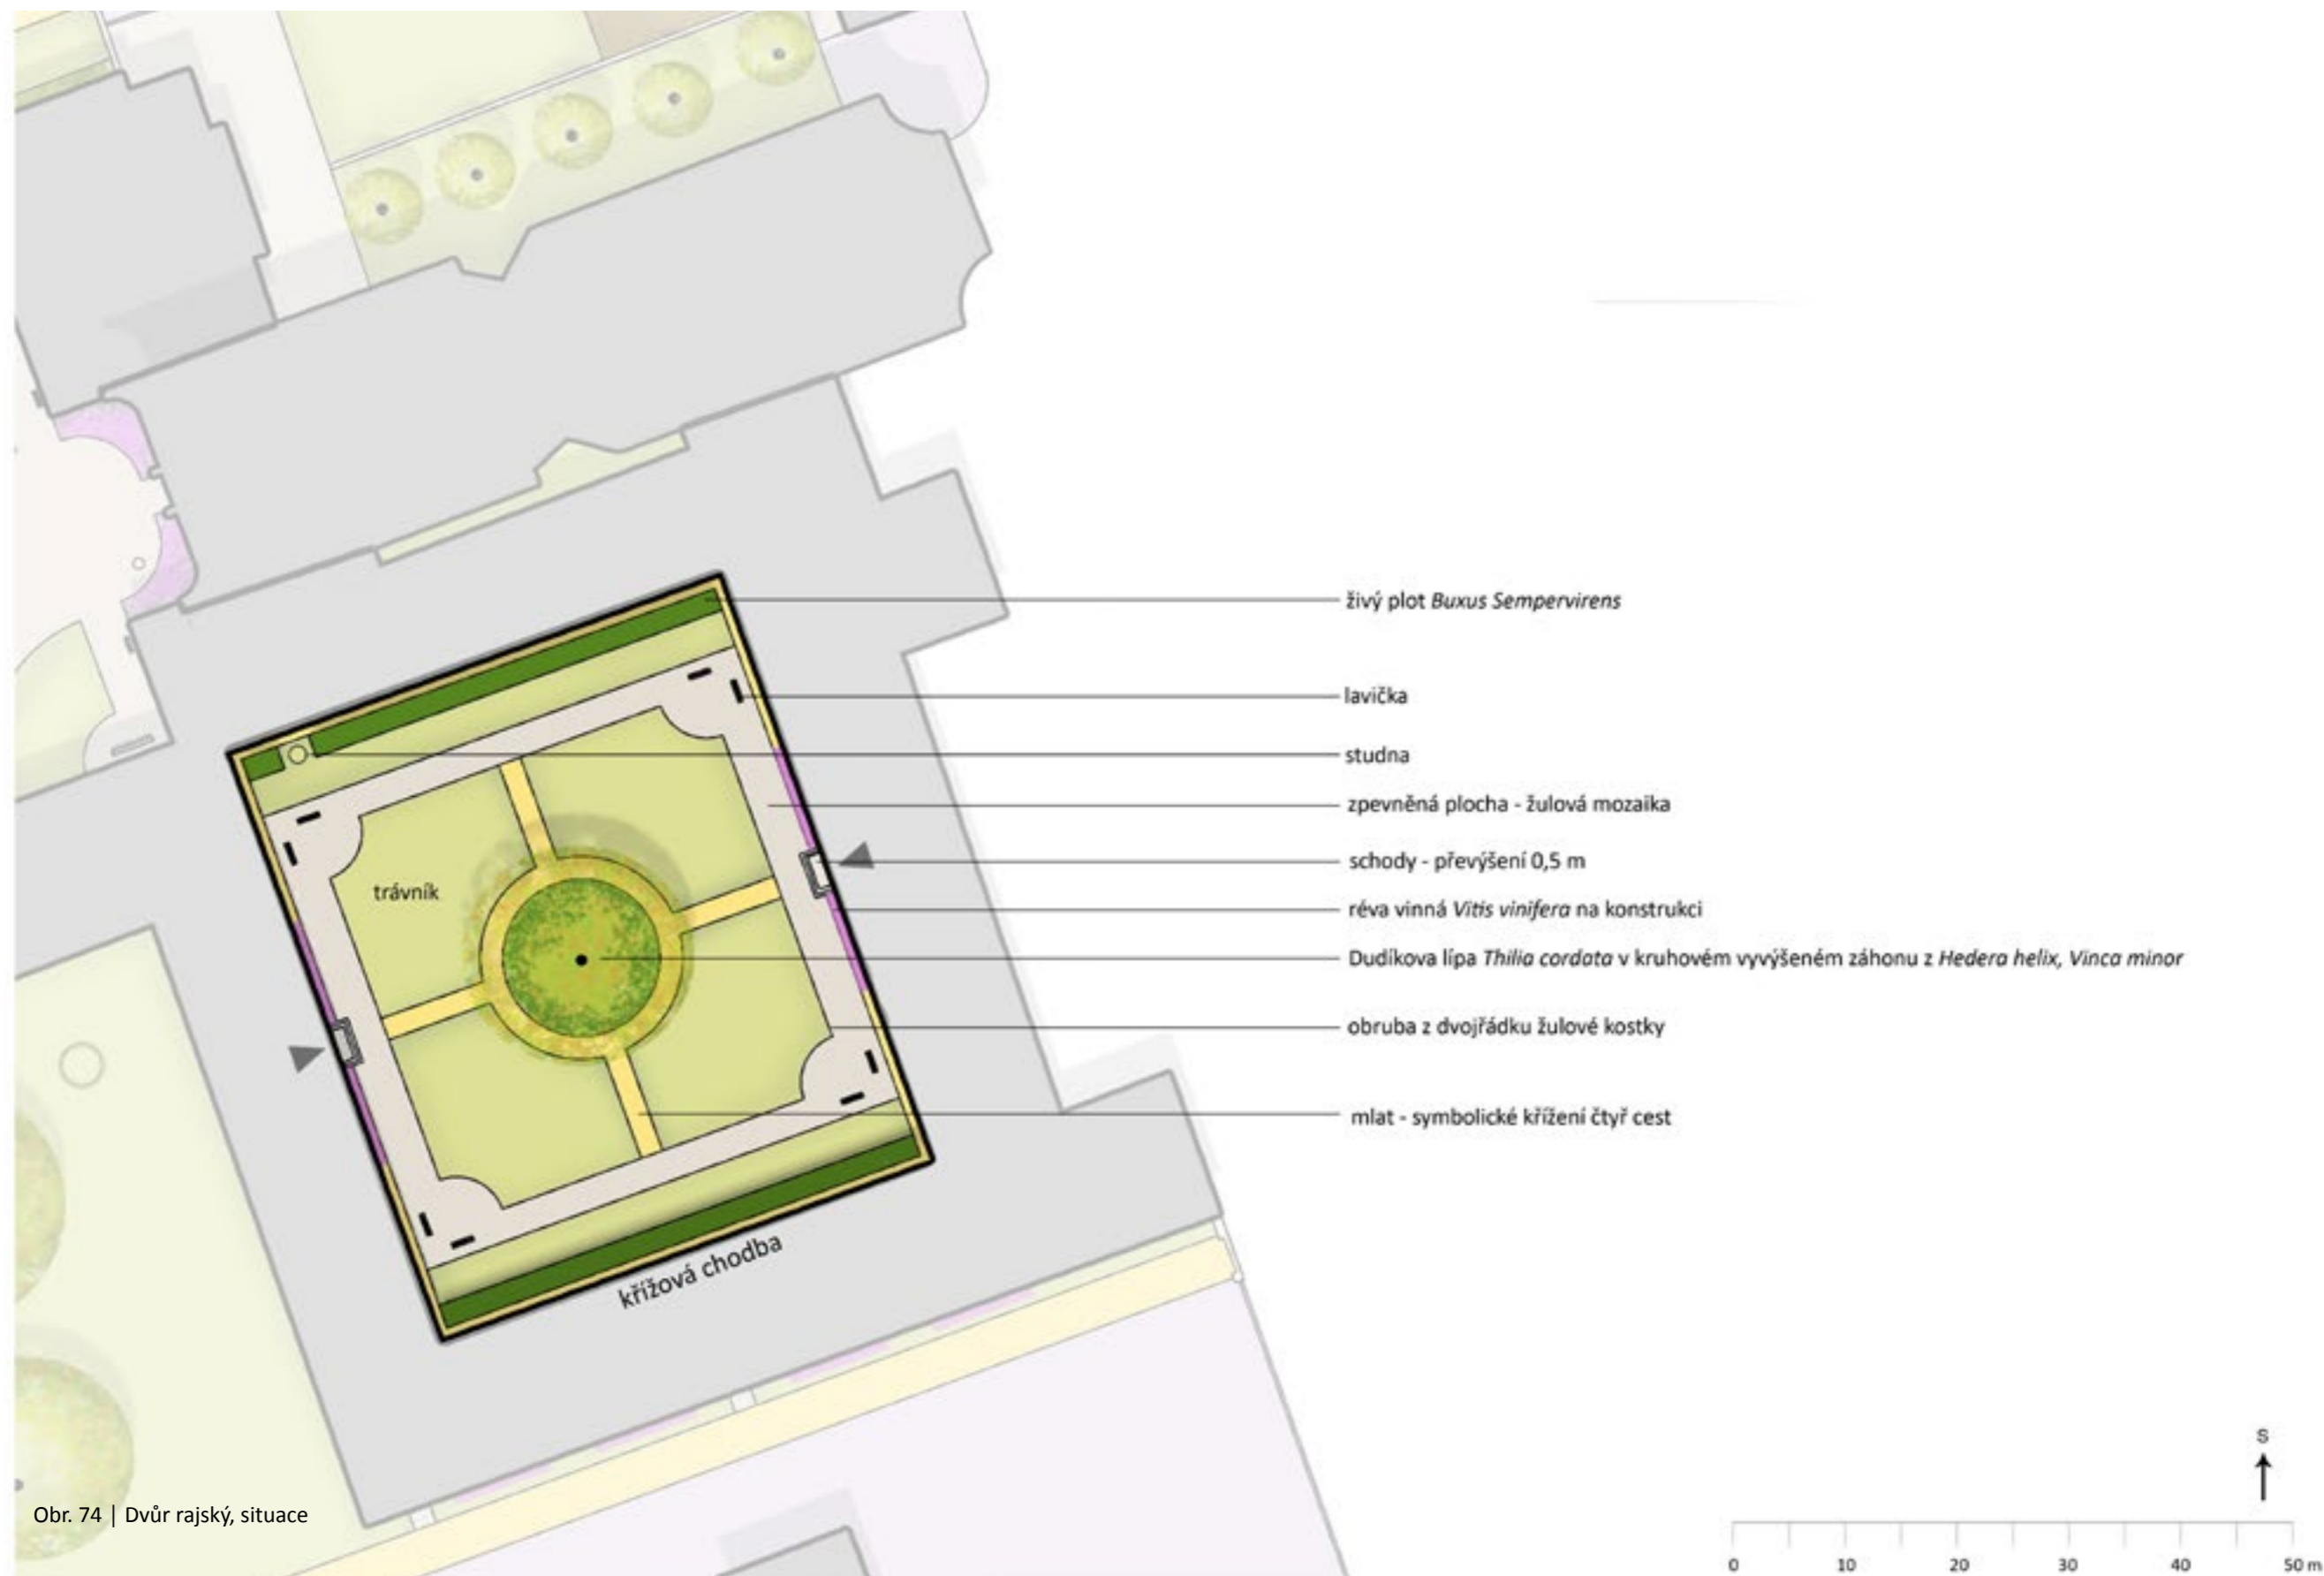 živý plot Buxus Sempervirens
lavička
studna
zpevněná plocha - žulová mozaika
schody - převýšení 0,5 m
réva vinná Vitis vinifera na konstrukci
Dudíkova lípa Thilia cordata v kruhovém vyvýšeném záhonu z Hedera helix, Vinca minor
obruba z dvojřádku žulové kostky
mlat - symbolické křížení čtyř cest
trávník
křížová chodba
Obr. 74 | Dvůr rajský, situace
S
0 10 20 30 40 50 m